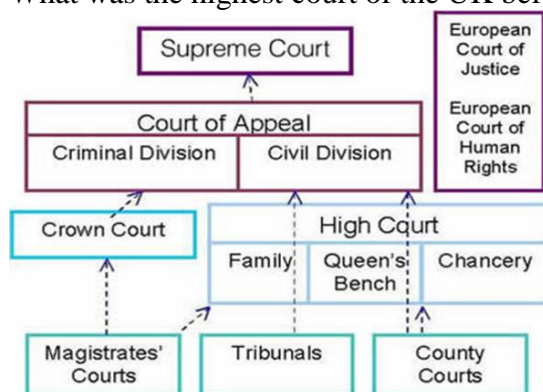 What was the highest court of the UK
Supreme Court
European
Court of
Justice
European
Court of
Human
Rights
Court of Appeal
Criminal Division
Civil Division
Crown Court
High Court
Family
Queen's
Bench
Chancery
Magistrates'
Courts
Tribunals
County
Courts